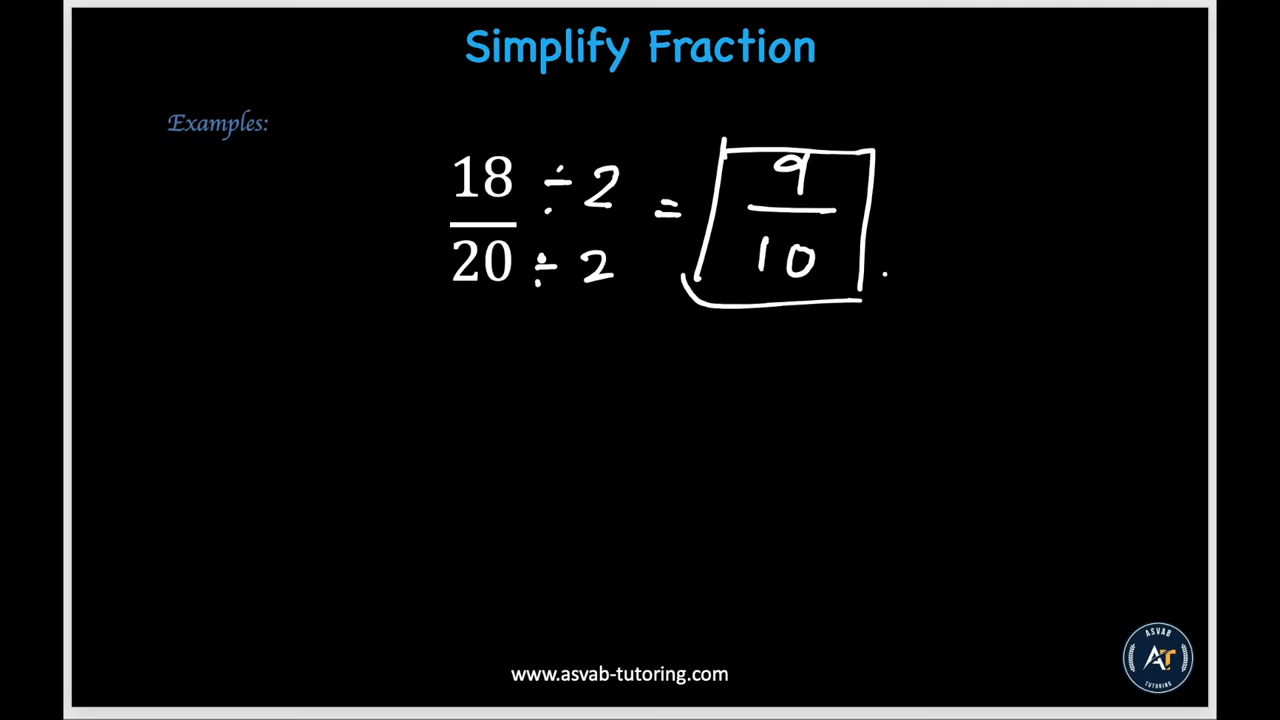 Simplify Fraction
Examples:
18 ÷ 2 = 9
20 ÷ 2 10
www.asvab-tutoring.com
ASVAB
AT
TUTORING